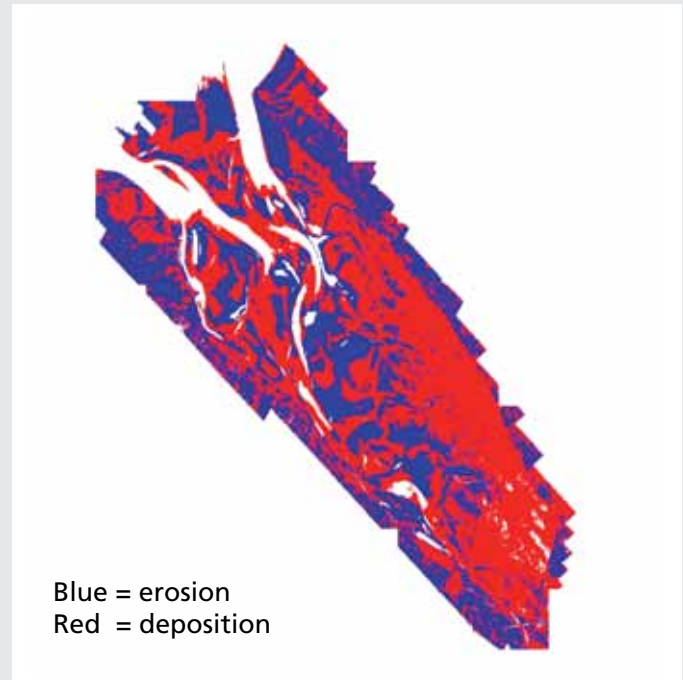 Blue = erosion
Red = deposition